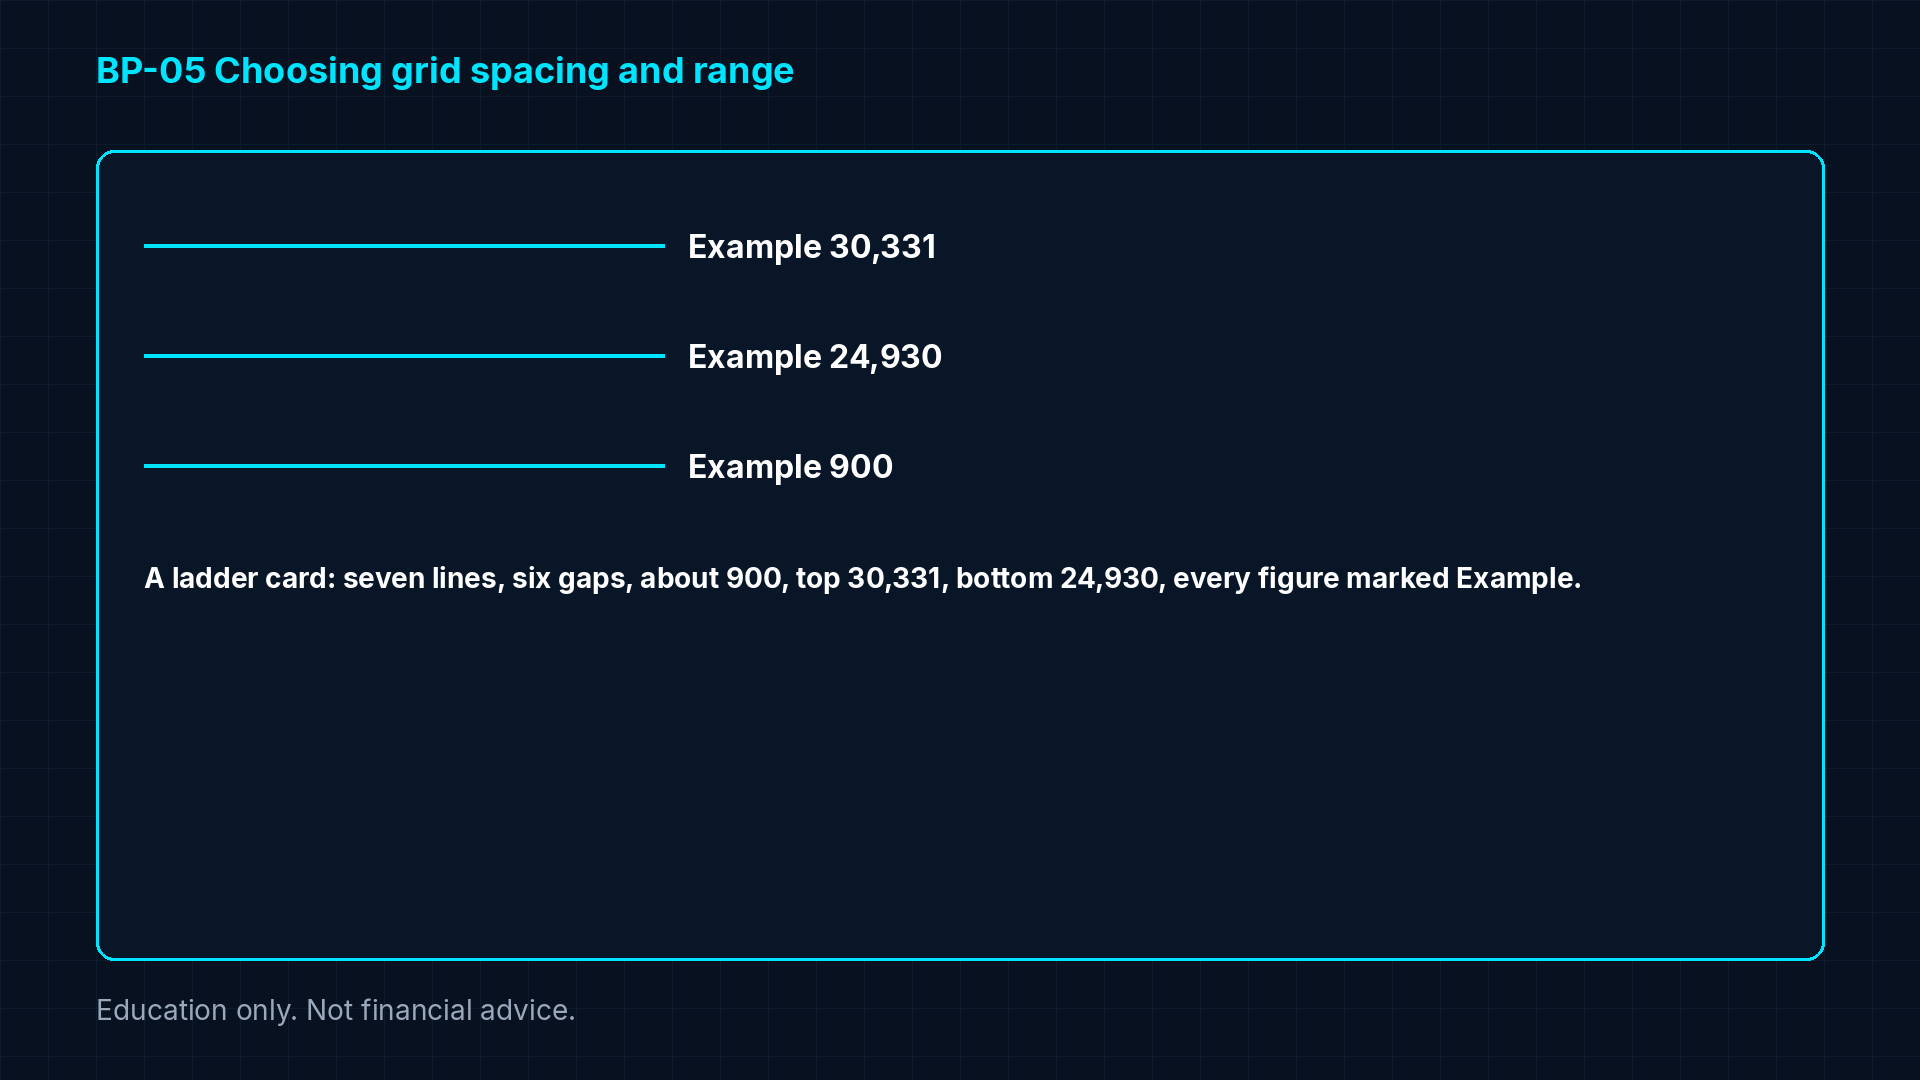 BP-05 Choosing grid spacing and range
Example 30,331
Example 24,930
Example 900
A ladder card: seven lines, six gaps, about 900, top 30,331, bottom 24,930, every figure marked Example.
Education only. Not financial advice.